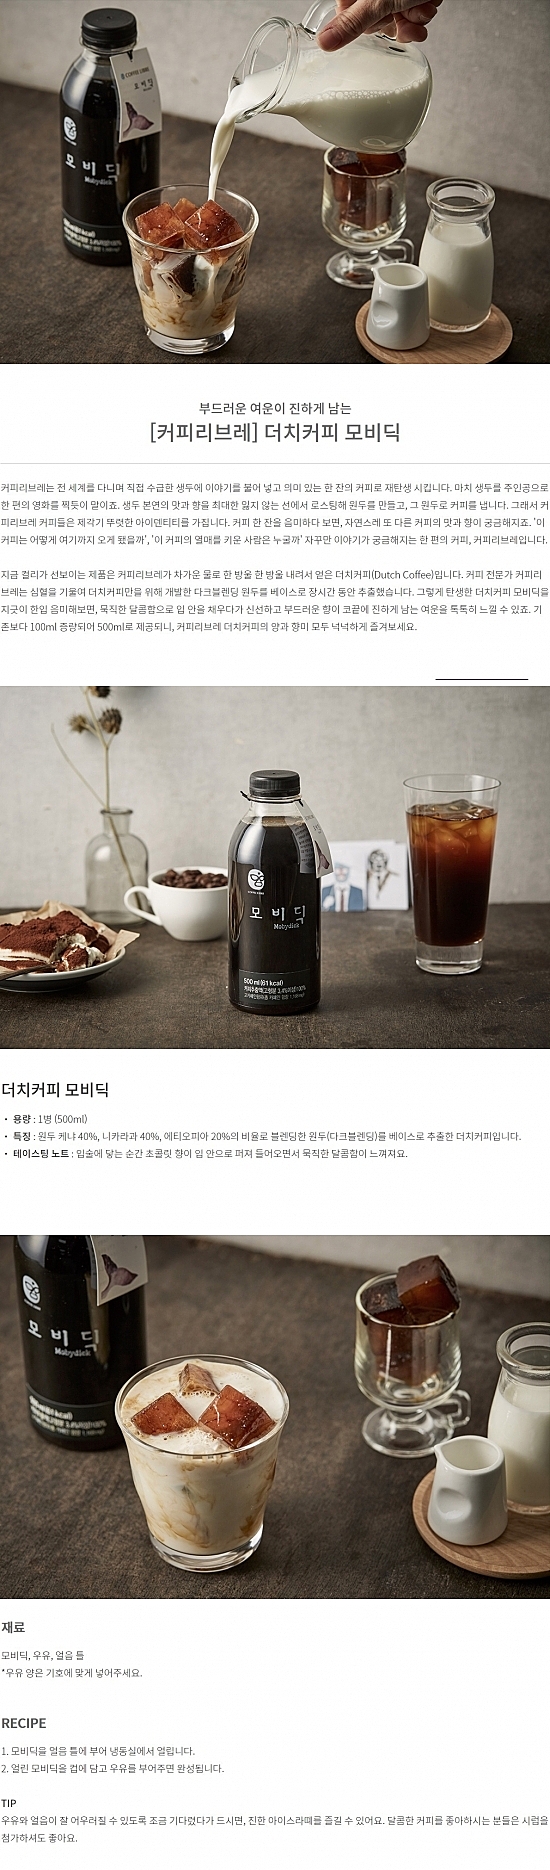 COFFEE LIBRE
모비딕
모비딕
Mobydick
부드러운 여운이 진하게 남는
[커피리브레] 더치커피 모비딕
커피리브레는 전 세계를 다니며 직접 수급한 생두에 이야기를 불어 넣고 의미 있는 한 잔의 커피로 재탄생 시킵니다. 마치 생두를 주인공으로
한 편의 영화를 찍듯이 말이죠. 생두 본연의 맛과 향을 최대한 잃지 않는 선에서 로스팅해 원두를 만들고, 그 원두로 커피를 냅니다. 그래서 커
피리브레 커피들은 제각기 뚜렷한 아이덴티티를 가집니다. 커피 한 잔을 음미하다 보면, 자연스레 또 다른 커피의 맛과 향이 궁금해지죠. '이
커피는 어떻게 여기까지 오게 됐을까', '이 커피의 열매를 키운 사람은 누굴까' 자꾸만 이야기가 궁금해지는 한 편의 커피, 커피리브레입니다.
지금 컬리가 선보이는 제품은 커피리브레가 차가운 물로 한 방울 한 방울 내려서 얻은 더치커피(Dutch Coffee)입니다. 커피 전문가 커피리
브레는 심혈을 기울여 더치커피만을 위해 개발한 다크블렌딩 원두를 베이스로 장시간 동안 추출했습니다. 그렇게 탄생한 더치커피 모비딕을
지긋이 한입 음미해보면, 묵직한 달콤함으로 입 안을 채우다가 신선하고 부드러운 향이 코끝에 진하게 남는 여운을 톡톡히 느낄 수 있죠. 기
존보다 100ml 증량되어 500ml로 제공되니, 커피리브레 더치커피의 양과 향미 모두 넉넉하게 즐겨보세요.
모비딕
Mobydick
500 ml (61 kcal)
커피추출액(고형분 3.4%이상)100%
더치커피 모비딕
• 용량 : 1병 (500ml)
• 특징 : 원두 케냐 40%, 니카라과 40%, 에티오피아 20%의 비율로 블렌딩한 원두(다크블렌딩)를 베이스로 추출한 더치커피입니다.
• 테이스팅 노트 : 입술에 닿는 순간 초콜릿 향이 입 안으로 퍼져 들어오면서 묵직한 달콤함이 느껴져요.
모비딕
Mobydick
재료
모비딕, 우유, 얼음 틀
*우유 양은 기호에 맞게 넣어주세요.
RECIPE
1. 모비딕을 얼음 틀에 부어 냉동실에서 얼립니다.
2. 얼린 모비딕을 컵에 담고 우유를 부어주면 완성됩니다.
TIP
우유와 얼음이 잘 어우러질 수 있도록 조금 기다렸다가 드시면, 진한 아이스라떼를 즐길 수 있어요. 달콤한 커피를 좋아하시는 분들은 시럽을
첨가하셔도 좋아요.